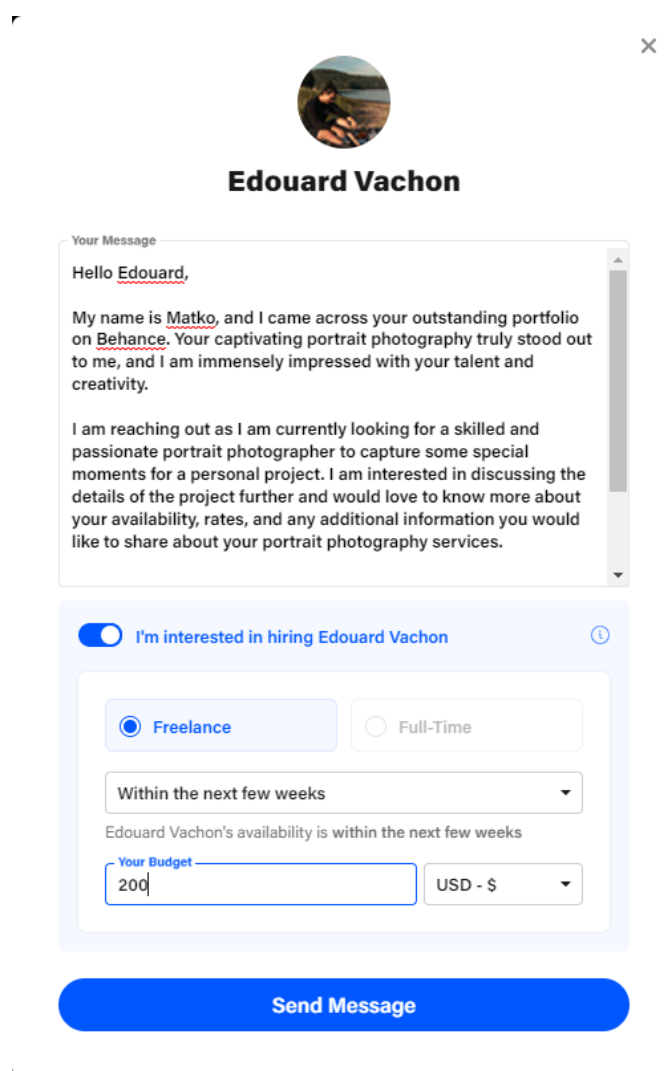 Edouard Vachon
Your Message
Hello Edouard,
My name is Matko, and I came across your outstanding portfolio
on Behance. Your captivating portrait photography truly stood out
to me, and I am immensely impressed with your talent and
creativity.
I am reaching out as I am currently looking for a skilled and
passionate portrait photographer to capture some special
moments for a personal project. I am interested in discussing the
details of the project further and would love to know more about
your availability, rates, and any additional information you would
like to share about your portrait photography services.
I'm interested in hiring Edouard Vachon
Freelance
Full-Time
Within the next few weeks
Edouard Vachon's availability is within the next few weeks
Your Budget
200
USD - $
Send Message